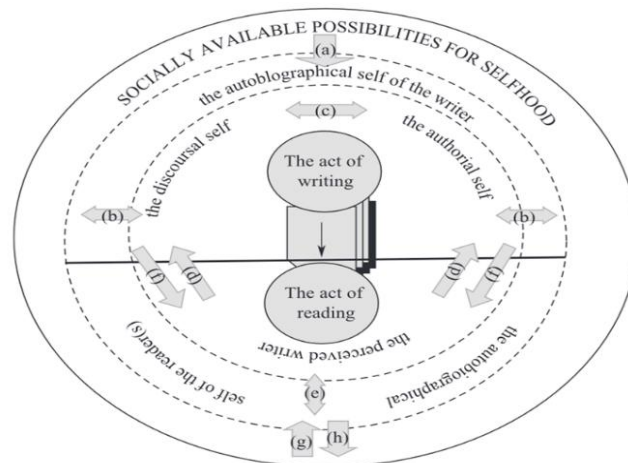 SOCIALLY AVAILABLE POSSIBILITIES FOR SELFHOOD
(a)
the autoblographical self of the writer
(c)
the discoursal self
the authorial self
The act of
writing
(b)
(b)
(f)
(d)
(d)
(f)
The act of
reading
the perceived writer
self of the reader(s)
the autobiographical
(e)
(g)
(h)